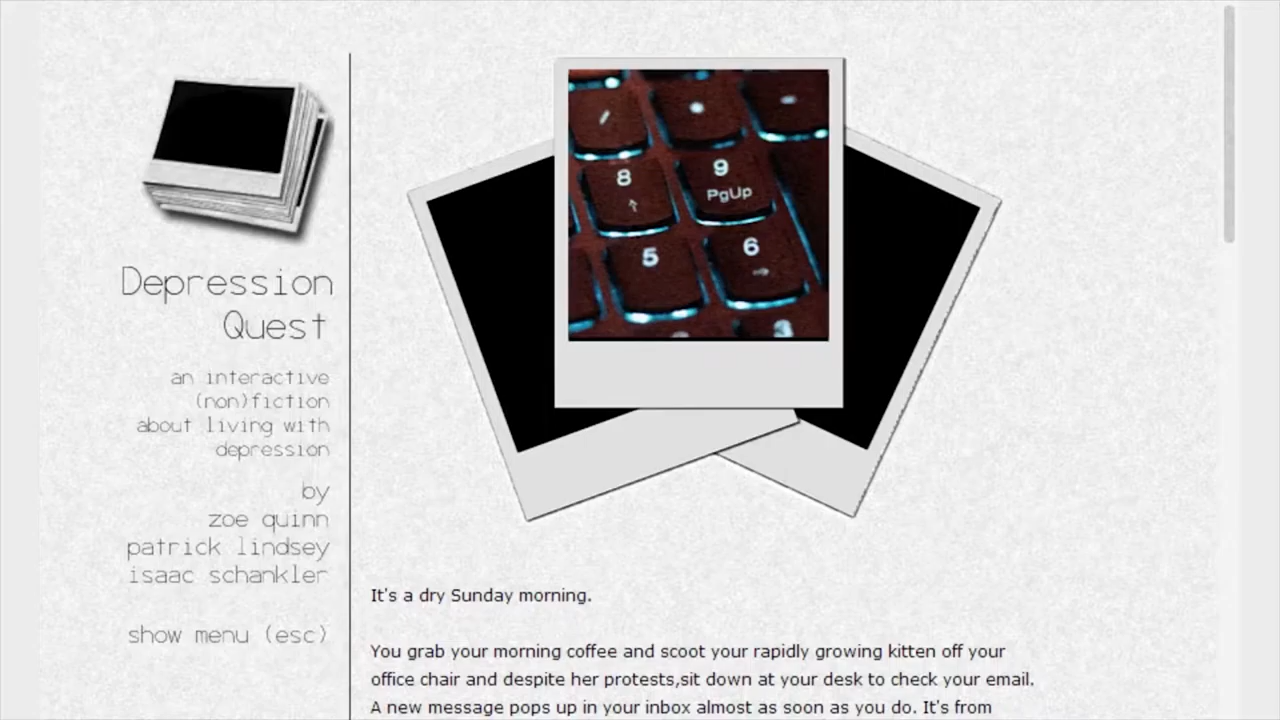 /
8
9
PgUp
5
6
3
Depression
Quest
an interactive
(non)fiction
about living with
depression
by
zoe quinn
patrick lindsey
isaac schankler
show menu (esc)
It's a dry Sunday morning.
You grab your morning coffee and scoot your rapidly growing kitten off your
office chair and despite her protests,sit down at your desk to check your email.
A new message pops up in your inbox almost as soon as you do. It's from